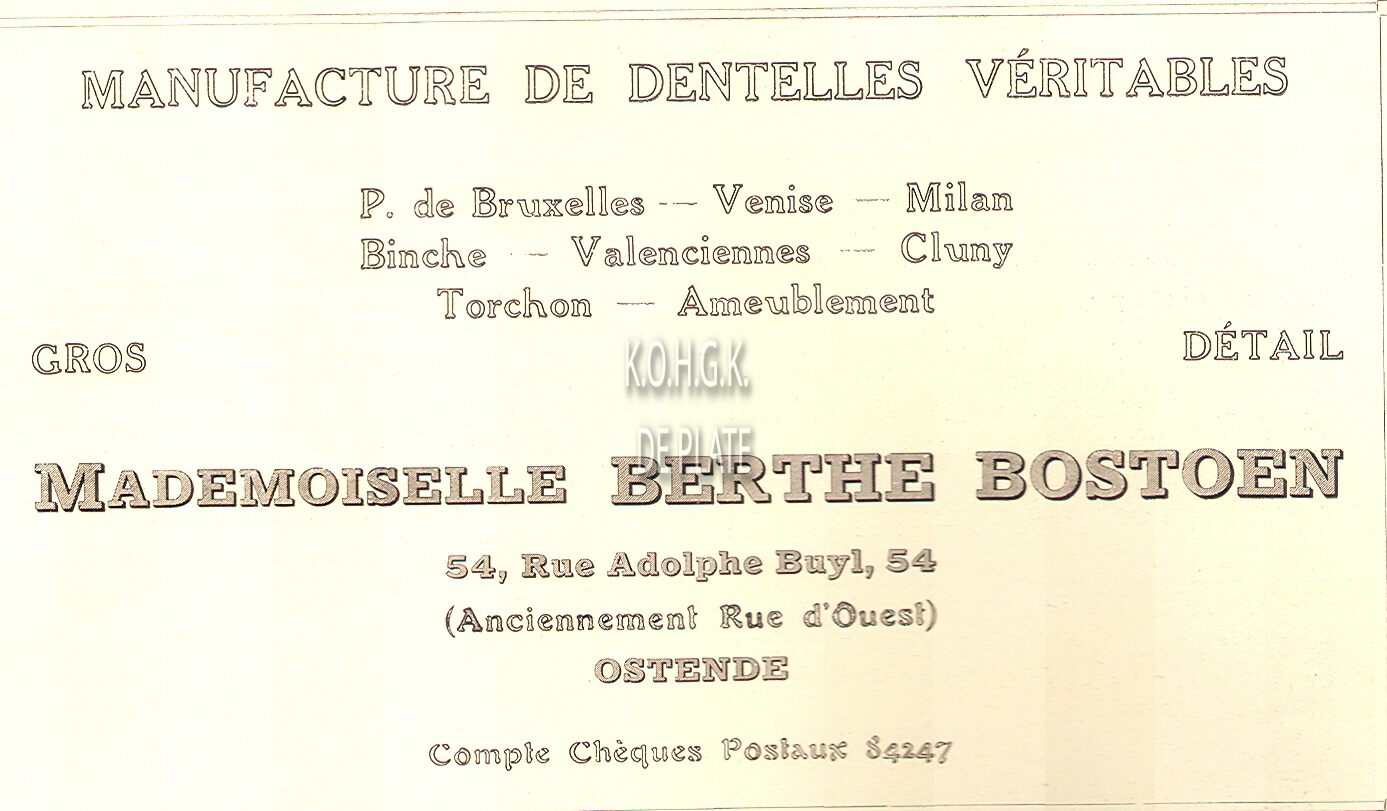 MANUFACTURE DE DENTELLES VÉRITABLES
P. de Bruxelles — Venise — Milan
Binche — Valenciennes — Cluny
Torchon — Ameublement
GROS DÉTAIL
K.O.H.G.K.
DE PLATE
MADEMOISELLE BERTHE BOSTOEN
54, Rue Adolphe Buyl, 54
(Anciennement Rue d'Ouest)
OSTENDE
Compte Chèques Postaux 84247